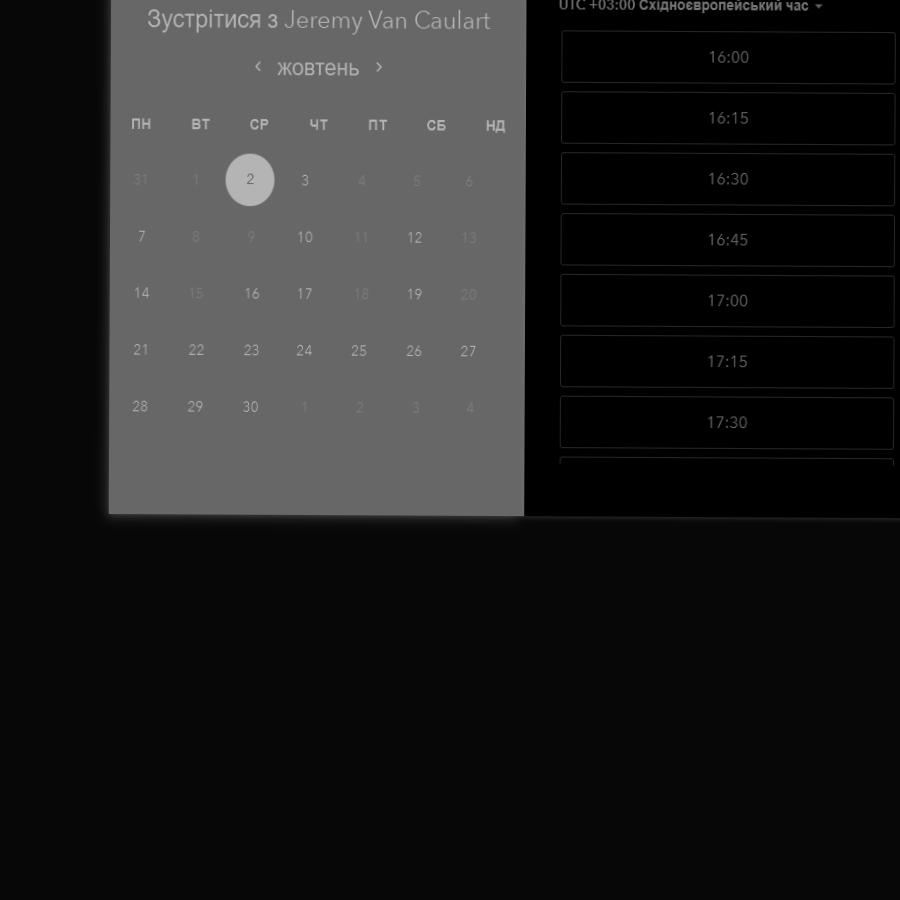 Зустрітися з Jeremy Van Caulart
жовтень
ПН ВТ СР ЧТ ПТ СБ НД
31 1 2 3 4 5 6
7 8 9 10 11 12 13
14 15 16 17 18 19 20
21 22 23 24 25 26 27
28 29 30 1 2 3 4
UTC +03:00 Східноєвропейський час
16:00
16:15
16:30
16:45
17:00
17:15
17:30